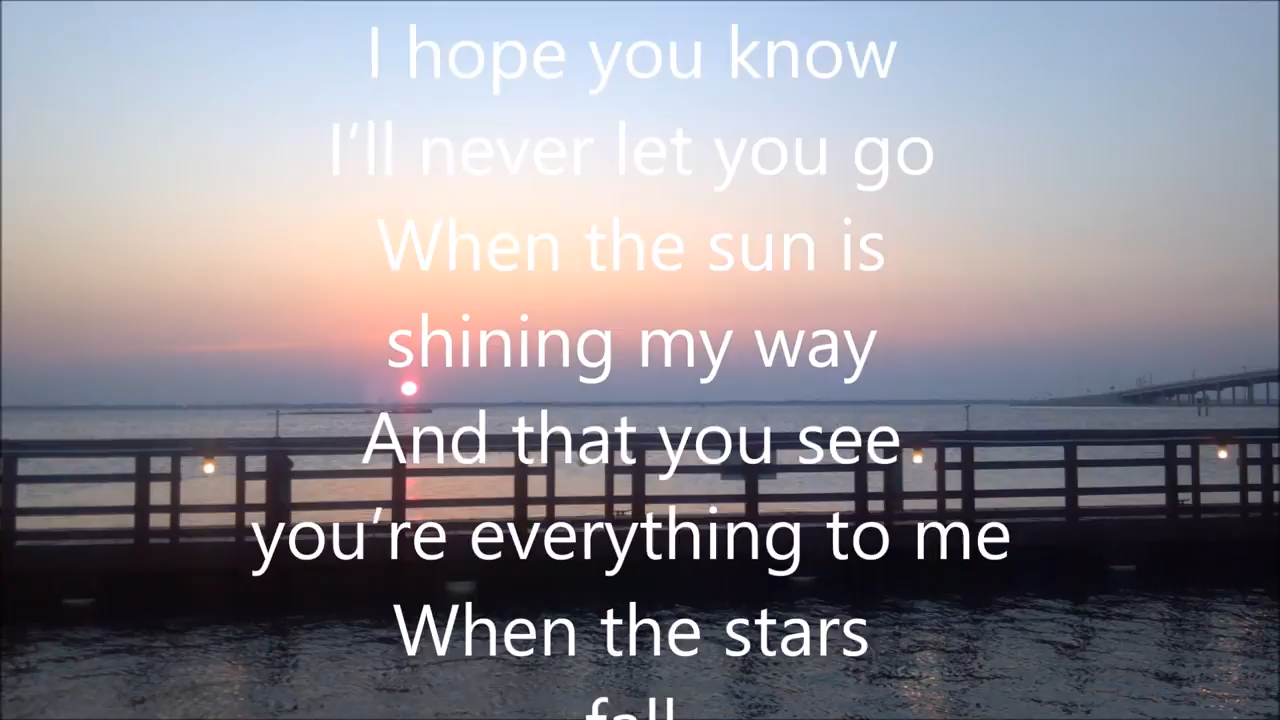 I hope you know
I’ll never let you go
When the sun is
shining my way
And that you see
you’re everything to me
When the stars
fall